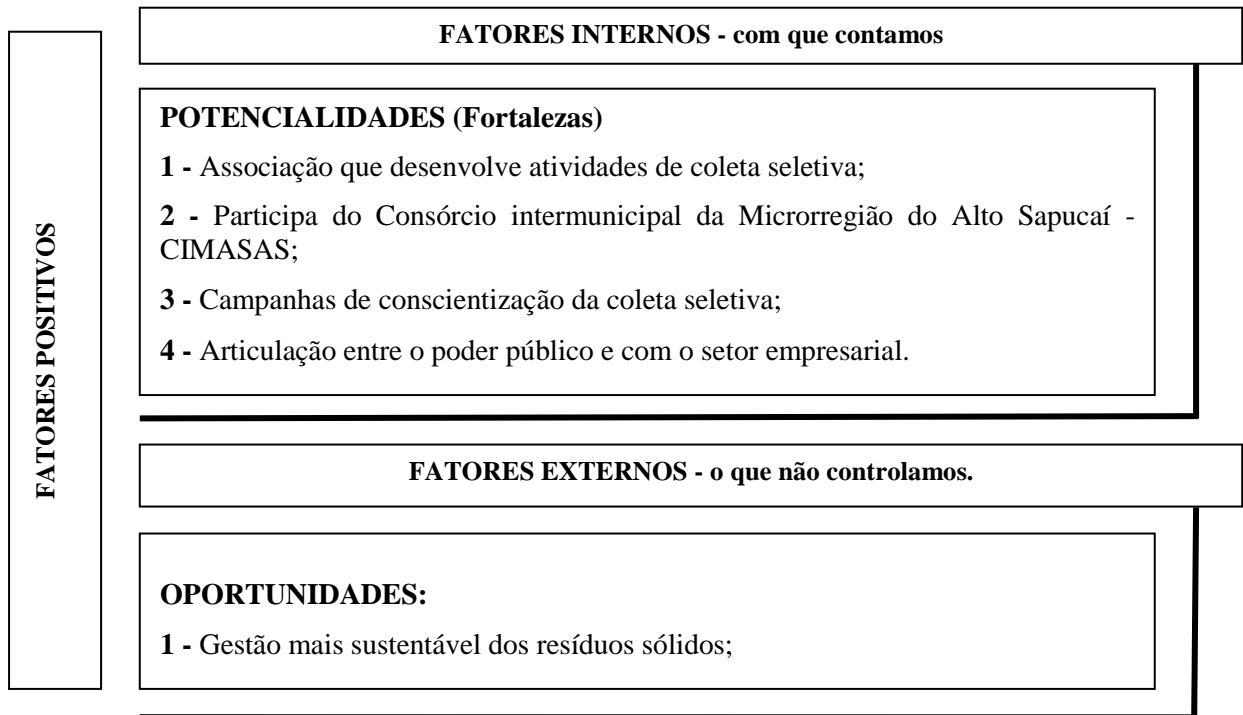 FATORES INTERNOS - com que contamos
FATORES POSITIVOS
POTENCIALIDADES (Fortalezas)
1 - Associação que desenvolve atividades de coleta seletiva;
2 - Participa do Consórcio intermunicipal da Microrregião do Alto Sapucaí -
CIMASAS;
3 - Campanhas de conscientização da coleta seletiva;
4 - Articulação entre o poder público e com o setor empresarial.
FATORES EXTERNOS - o que não controlamos.
OPORTUNIDADES:
1 - Gestão mais sustentável dos resíduos sólidos;